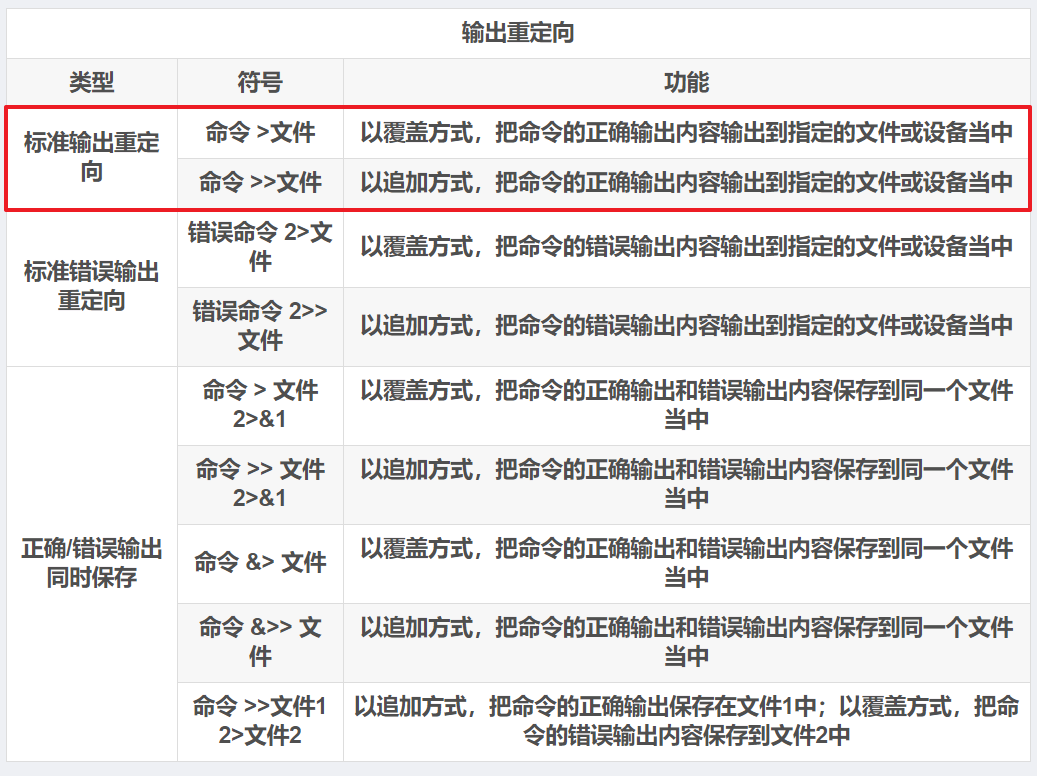 输出重定向
类型 符号 功能
标准输出重定
向
命令 >文件 以覆盖方式，把命令的正确输出内容输出到指定的文件或设备当中
命令 >>文件 以追加方式，把命令的正确输出内容输出到指定的文件或设备当中
标准错误输出
重定向
错误命令 2>文
件
以覆盖方式，把命令的错误输出内容输出到指定的文件或设备当中
错误命令 2>>
文件
以追加方式，把命令的错误输出内容输出到指定的文件或设备当中
正确/错误输出
同时保存
命令 > 文件
2>&1
以覆盖方式，把命令的正确输出和错误输出内容保存到同一个文件
当中
命令 >> 文件
2>&1
以追加方式，把命令的正确输出和错误输出内容保存到同一个文件
当中
命令 &> 文件
以覆盖方式，把命令的正确输出和错误输出内容保存到同一个文件
当中
命令 &>> 文
件
以追加方式，把命令的正确输出和错误输出内容保存到同一个文件
当中
命令 >>文件1
2>文件2
以追加方式，把命令的正确输出保存在文件1中；以覆盖方式，把命
令的错误输出内容保存到文件2中